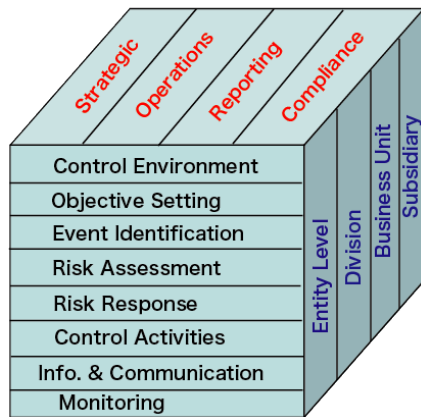 Strategic
Operations
Reporting
Compliance
Control Environment
Objective Setting
Event Identification
Risk Assessment
Risk Response
Control Activities
Info. & Communication
Monitoring
Entity Level
Division
Business Unit
Subsidiary